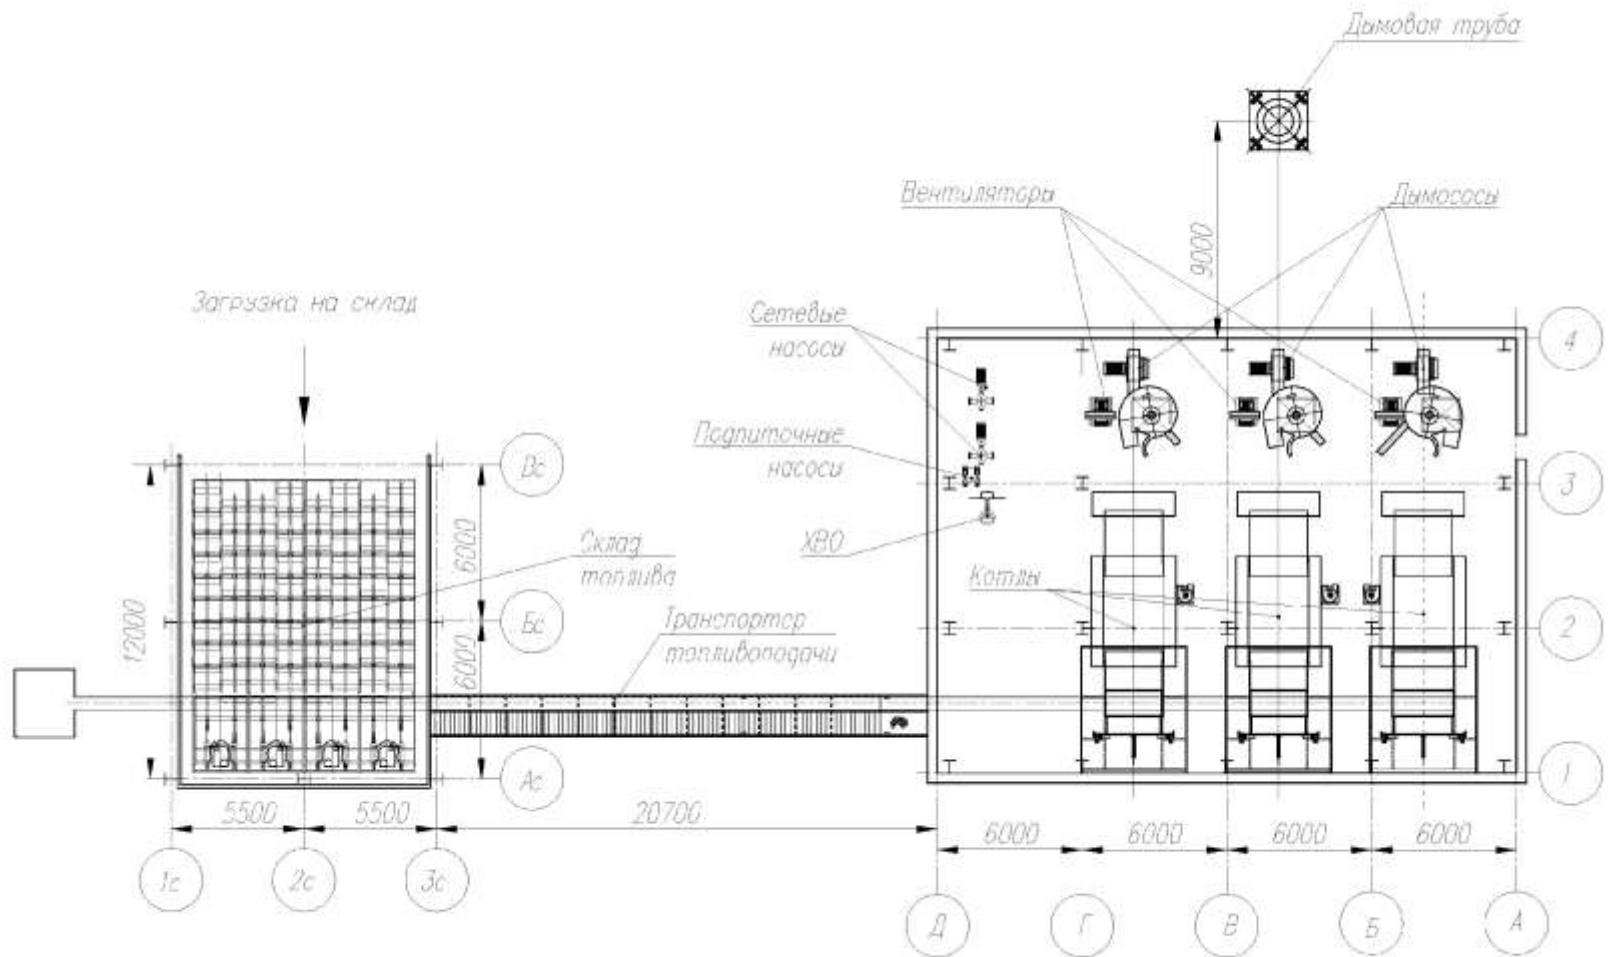 Дымовая труба
Вентиляторы
Дымососы
9000
Загрузка на склад
Сетевые
насосы
4
Подпиточные
насосы
Вс
3
ХВО
Склад
топлива
6000
Котлы
12000
Бс
2
Транспортер
топливоподачи
6000
Ас
1
5500
5500
20700
6000
6000
6000
6000
1с
2с
3с
Д
Г
В
Б
А